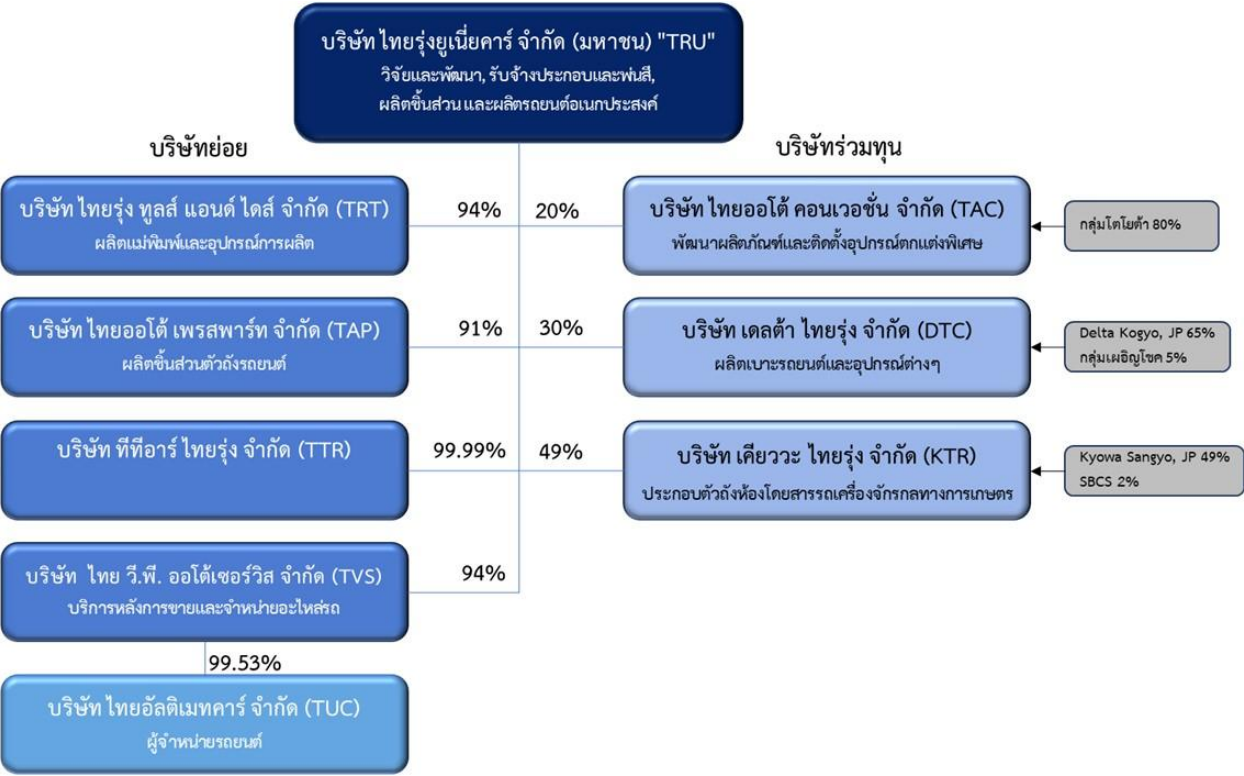 บริษัท ไทยรุ่งยูเนี่ยคาร์ จำกัด (มหาชน) "TRU"
วิจัยและพัฒนา, รับจ้างประกอบและพ่นสี,
ผลิตชิ้นส่วน และผลิตรถยนต์อเนกประสงค์
บริษัทย่อย
บริษัทร่วมทุน
บริษัท ไทยรุ่ง ทูลส์ แอนด์ ไดส์ จำกัด (TRT)
ผลิตแม่พิมพ์และอุปกรณ์การผลิต
94%
20%
บริษัท ไทยออโต้ คอนเวอชั่น จำกัด (TAC)
พัฒนาผลิตภัณฑ์และติดตั้งอุปกรณ์ตกแต่งพิเศษ
กลุ่มโตโยต้า 80%
บริษัท ไทยออโต้ เพรสพาร์ท จำกัด (TAP)
ผลิตชิ้นส่วนตัวถังรถยนต์
91%
30%
บริษัท เดลต้า ไทยรุ่ง จำกัด (DTC)
ผลิตเบาะรถยนต์และอุปกรณ์ต่างๆ
Delta Kogyo, JP 65%
กลุ่มเผอิญโชค 5%
บริษัท ทีทีอาร์ ไทยรุ่ง จำกัด (TTR)
99.99%
49%
บริษัท เคียววะ ไทยรุ่ง จำกัด (KTR)
ประกอบตัวถังห้องโดยสารรถเครื่องจักรกลทางการเกษตร
Kyowa Sangyo, JP 49%
SBCS 2%
บริษัท ไทย วี.พี. ออโต้เซอร์วิส จำกัด (TVS)
บริการหลังการขายและจำหน่ายอะไหล่รถ
94%
99.53%
บริษัท ไทยอัลติเมทคาร์ จำกัด (TUC)
ผู้จำหน่ายรถยนต์